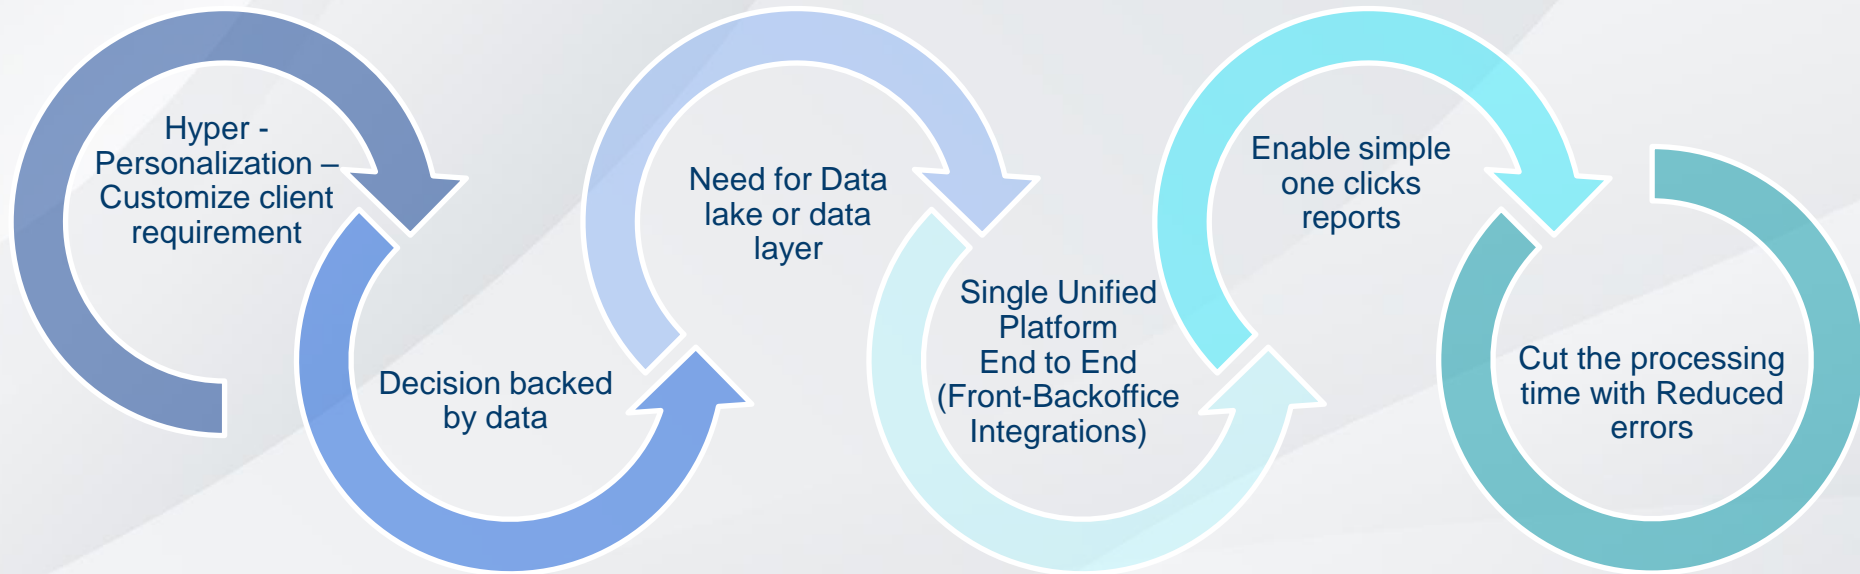 Hyper -
Personalization –
Customize client
requirement
Decision backed
by data
Need for Data
lake or data
layer
Single Unified
Platform
End to End
(Front-Backoffice
Integrations)
Enable simple
one clicks
reports
Cut the processing
time with Reduced
errors